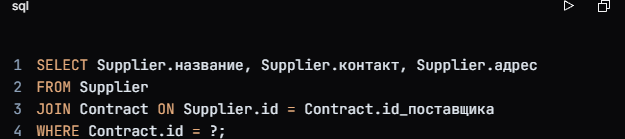 sql
1 SELECT Supplier.название, Supplier.контакт, Supplier.адрес
2 FROM Supplier
3 JOIN Contract ON Supplier.id = Contract.id_поставщика
4 WHERE Contract.id = ?;